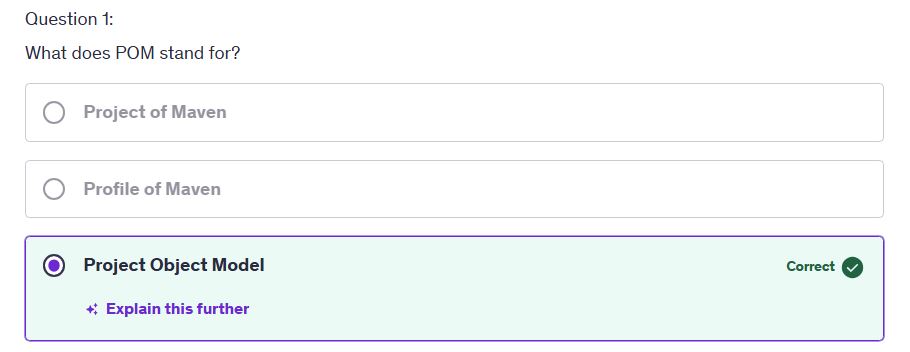 Question 1:
What does POM stand for?
Project of Maven
Profile of Maven
Project Object Model
Correct
Explain this further